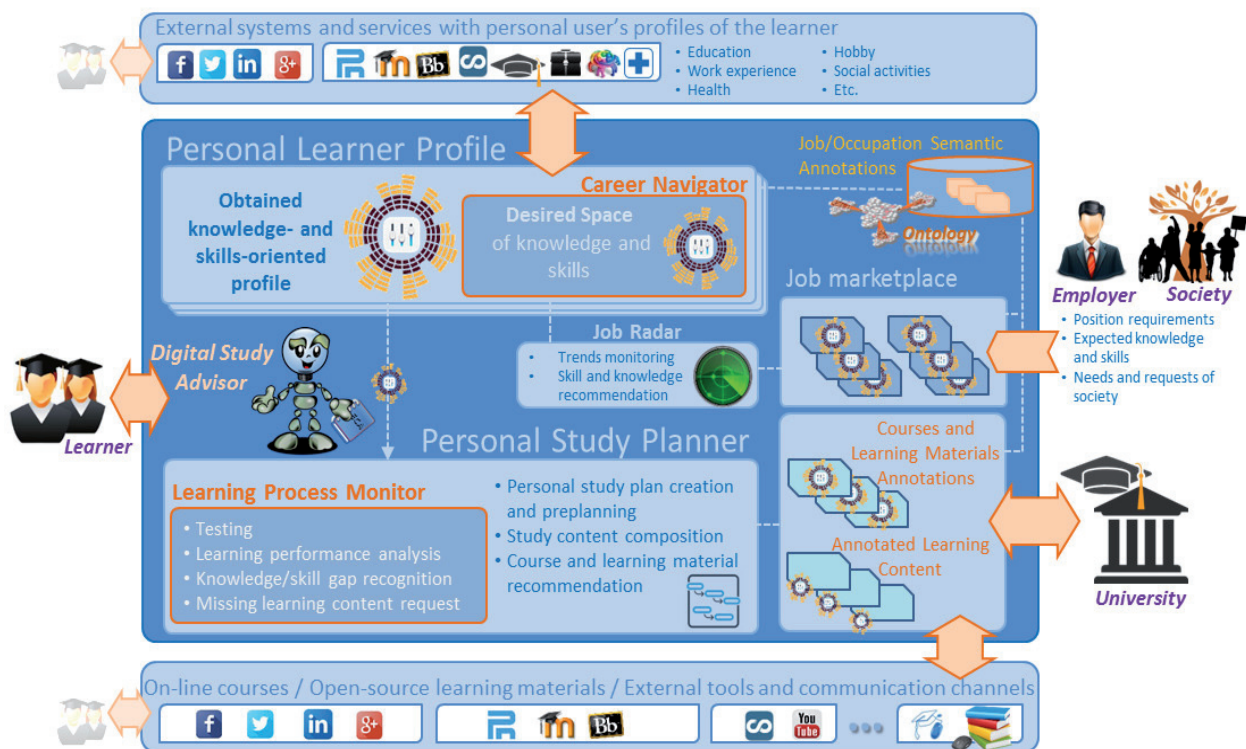 External systems and services with personal user's profiles of the learner
f
in
g+
m
Bb
• Education
• Work experience
• Health
• Hobby
• Social activities
• Etc.
Personal Learner Profile
Obtained
knowledge- and
skills-oriented
profile
Career Navigator
Desired Space
of knowledge and
skills
Job/Occupation Semantic
Annotations
Ontology
Job marketplace
Employer
Society
• Position requirements
• Expected knowledge
and skills
• Needs and requests of
society
Job Radar
• Trends monitoring
• Skill and knowledge
recommendation
Digital Study
Advisor
Learner
Personal Study Planner
Learning Process Monitor
• Testing
• Learning performance analysis
• Knowledge/skill gap recognition
• Missing learning content request
• Personal study plan creation
and preplanning
• Study content composition
• Course and learning material
recommendation
Courses and
Learning Materials
Annotations
Annotated Learning
Content
University
On-line courses / Open-source learning materials / External tools and communication channels
f
in
g+
m
Bb
You
Tube